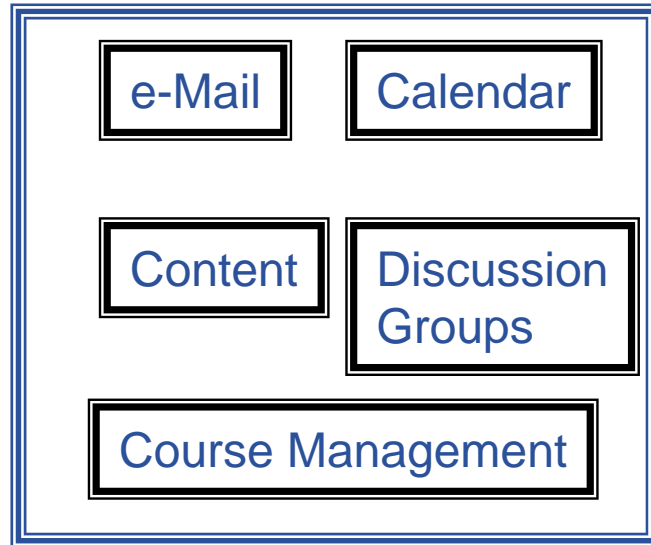 e-Mail
Calendar
Content
Discussion
Groups
Course Management